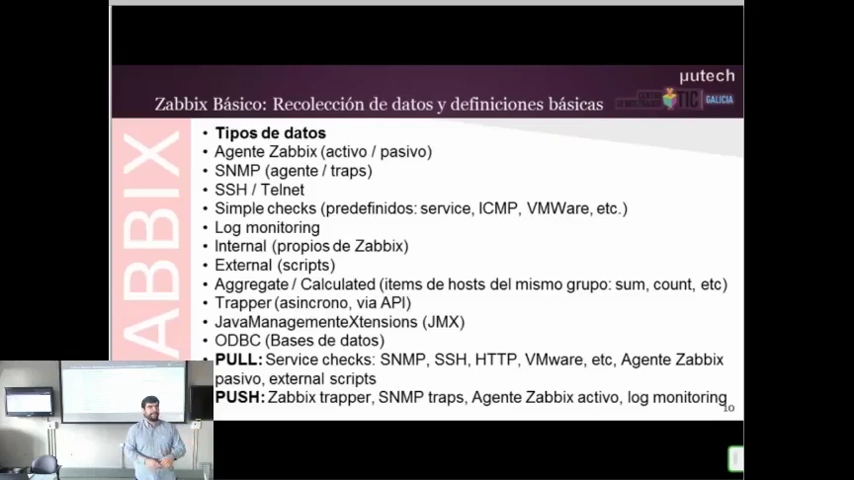 μutech
Zabbix Básico: Recolección de datos y definiciones básicas
TIC GALICIA
ABBIX
• Tipos de datos
• Agente Zabbix (activo / pasivo)
• SNMP (agente / traps)
• SSH / Telnet
• Simple checks (predefinidos: service, ICMP, VMWare, etc.)
• Log monitoring
• Internal (propios de Zabbix)
• External (scripts)
• Aggregate / Calculated (items de hosts del mismo grupo: sum, count, etc)
• Trapper (asincrono, via API)
• JavaManagementeXtensions (JMX)
• ODBC (Bases de datos)
• PULL: Service checks: SNMP, SSH, HTTP, VMware, etc, Agente Zabbix
pasivo, external scripts
PUSH: Zabbix trapper, SNMP traps, Agente Zabbix activo, log monitoring
10